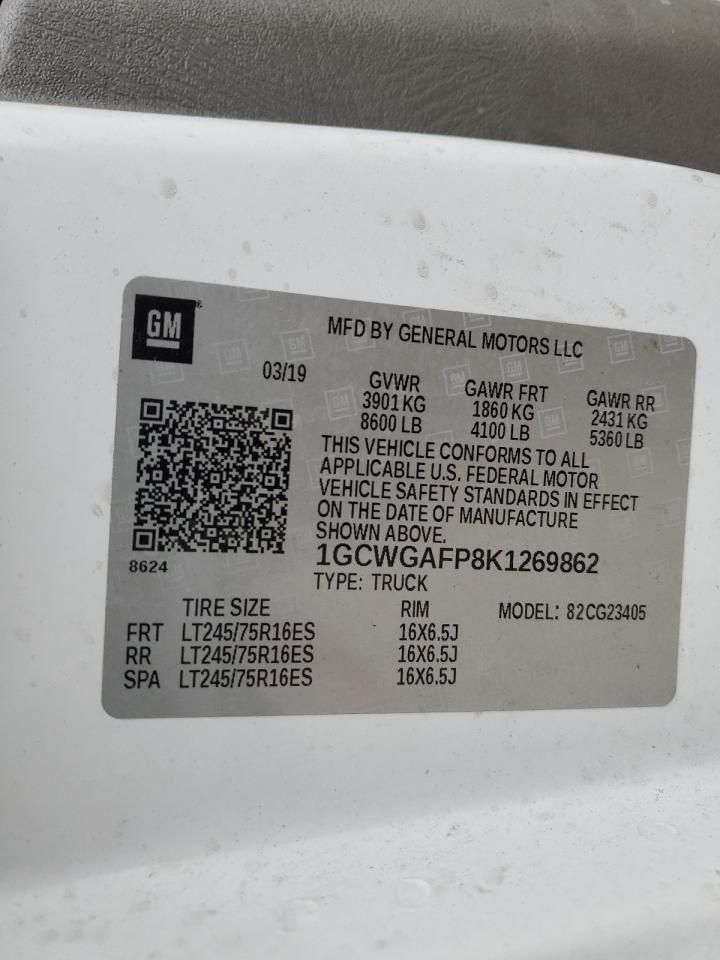 GM
MFD BY GENERAL MOTORS LLC
03/19
GVWR GAWR FRT GAWR RR
3901 KG 1860 KG 2431 KG
8600 LB 4100 LB 5360 LB
THIS VEHICLE CONFORMS TO ALL
APPLICABLE U.S. FEDERAL MOTOR
VEHICLE SAFETY STANDARDS IN EFFECT
ON THE DATE OF MANUFACTURE
SHOWN ABOVE.
8624
1GCWGAFP8K1269862
TYPE: TRUCK
TIRE SIZE RIM MODEL: 82CG23405
FRT LT245/75R16ES 16X6.5J
RR LT245/75R16ES 16X6.5J
SPA LT245/75R16ES 16X6.5J